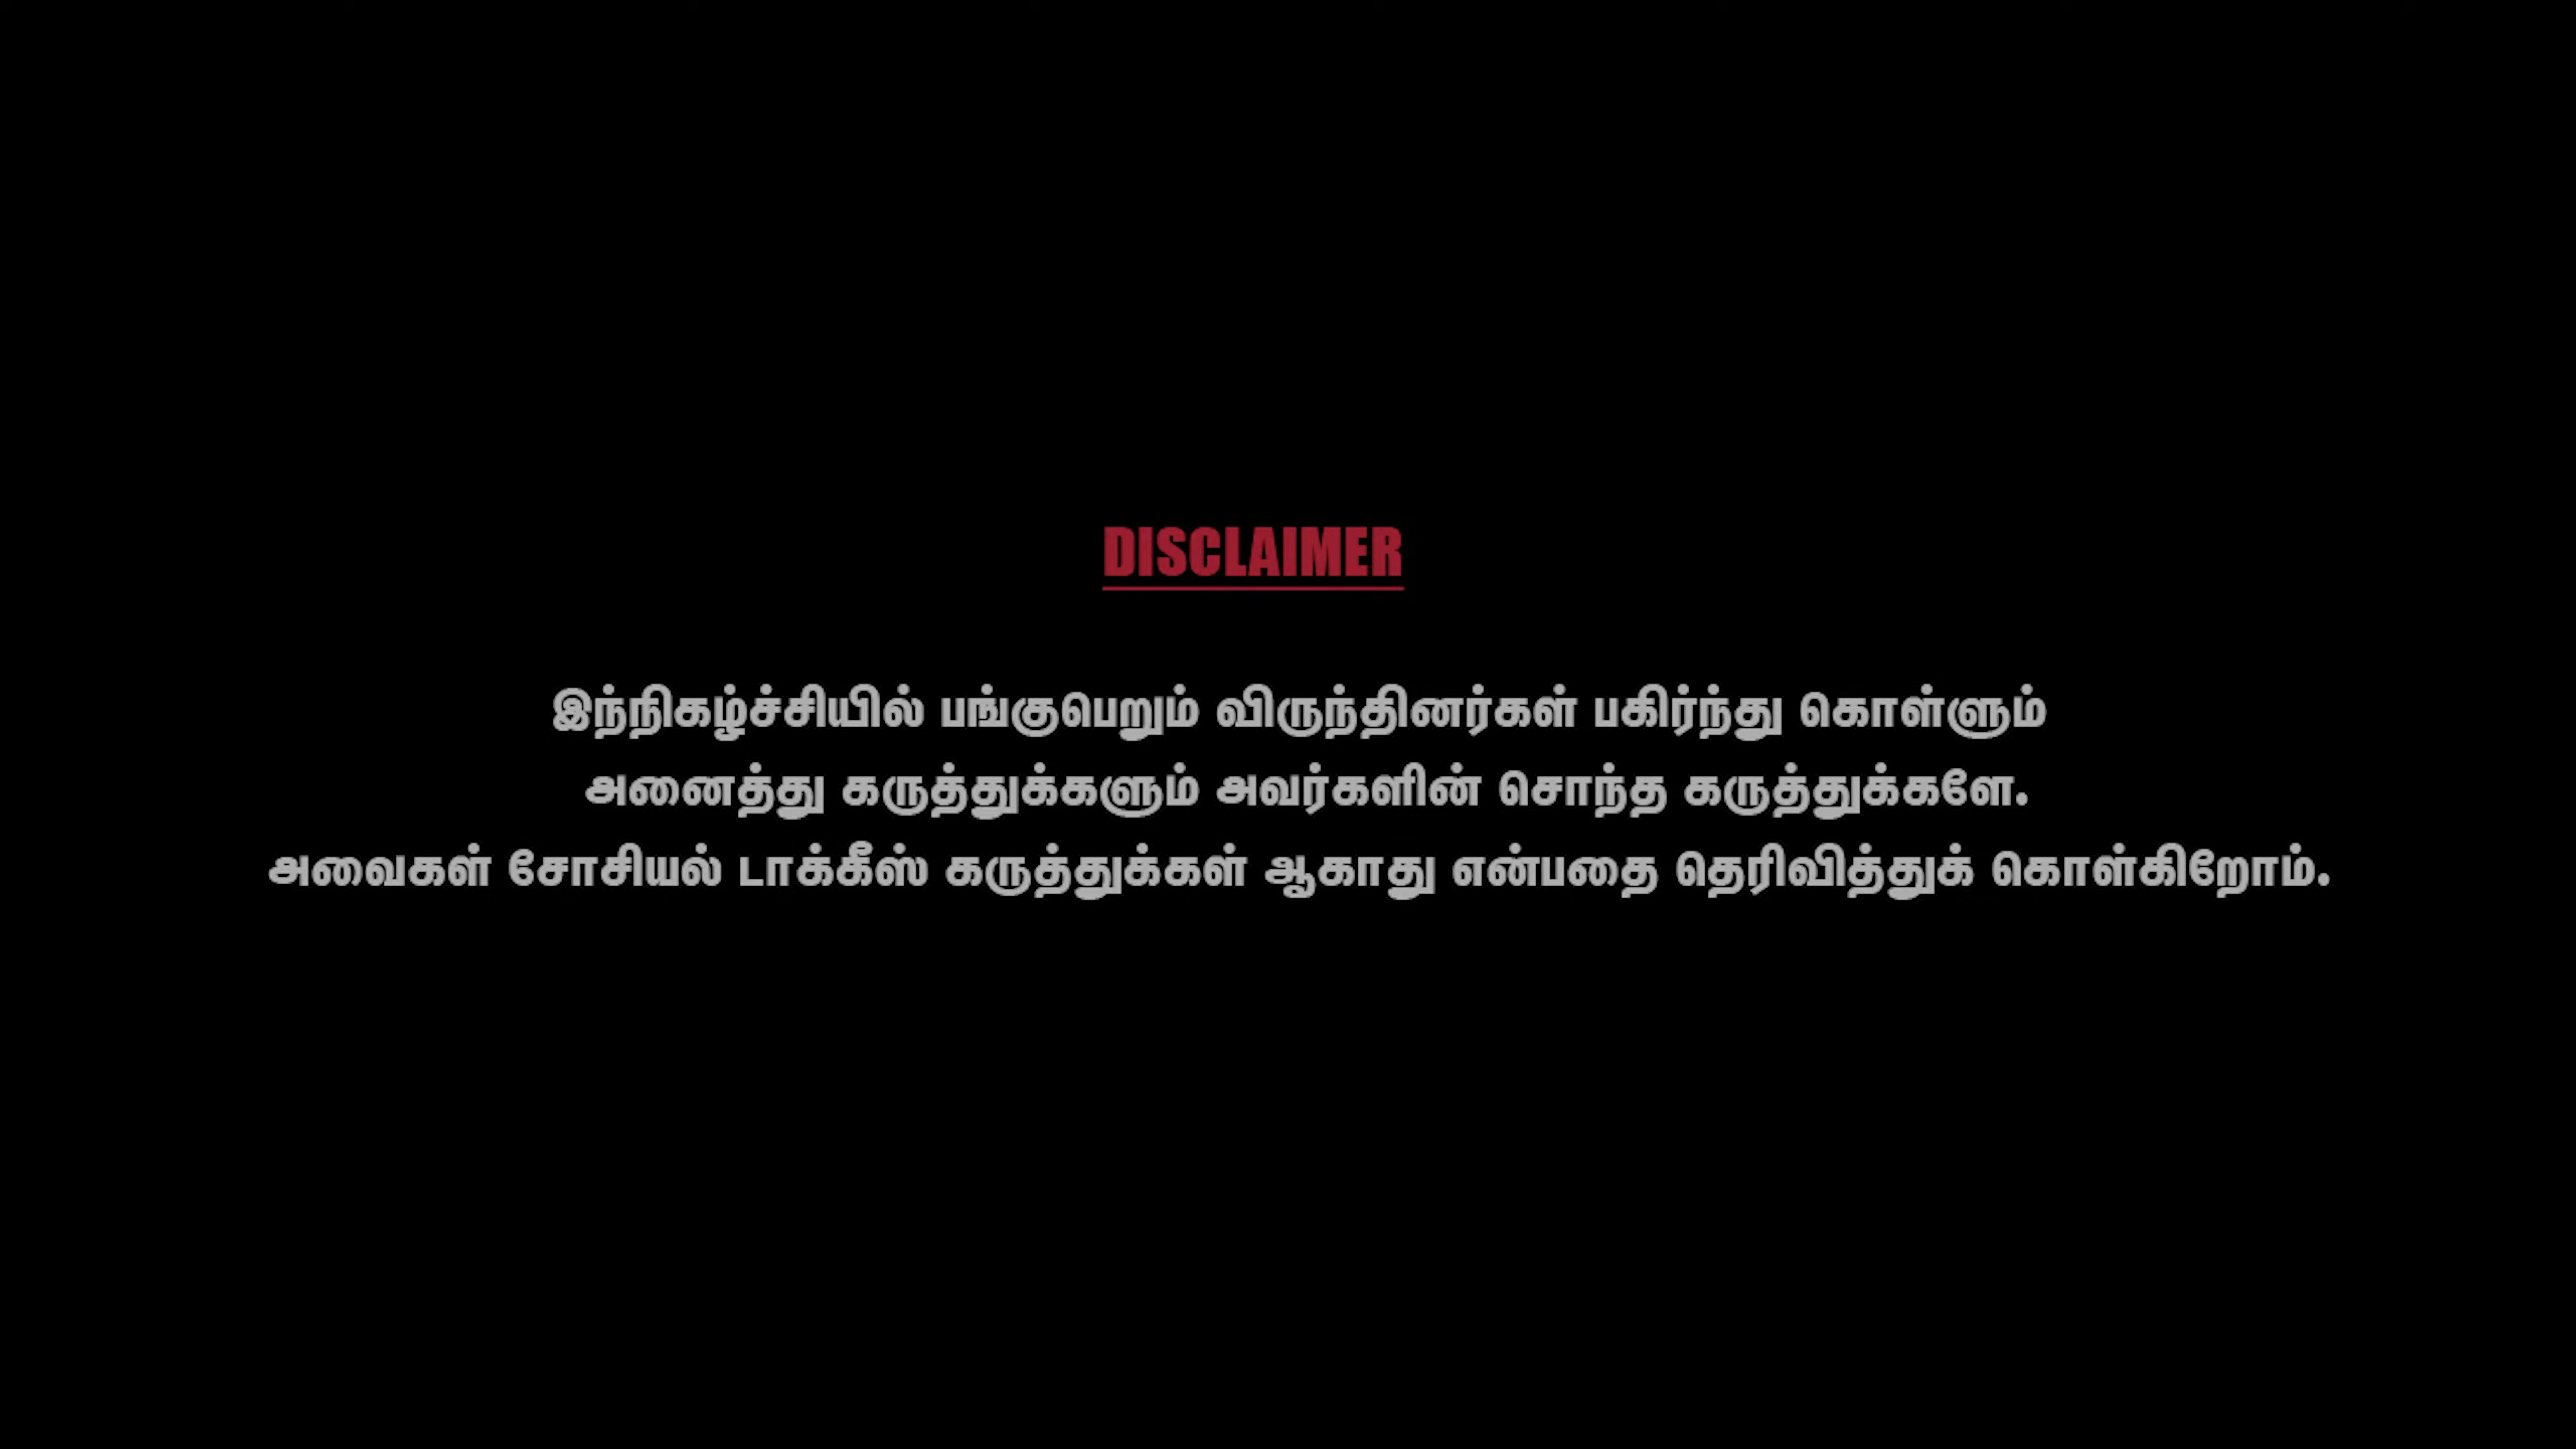 DISCLAIMER
இந்நிகழ்ச்சியில் பங்குபெறும் விருந்தினர்கள் பகிர்ந்து கொள்ளும்
அனைத்து கருத்துக்களும் அவர்களின் சொந்த கருத்துக்களே.
அவைகள் சோசியல் டாக்கீஸ் கருத்துக்கள் ஆகாது என்பதை தெரிவித்துக் கொள்கிறோம்.